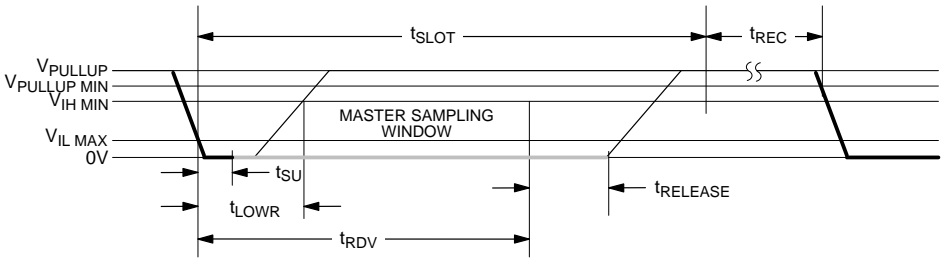 tSLOT
tREC
VPULLUP
VPULLUP MIN
VIH MIN
MASTER SAMPLING
WINDOW
VIL MAX
0V
tSU
tRELEASE
tLOWR
tRDV